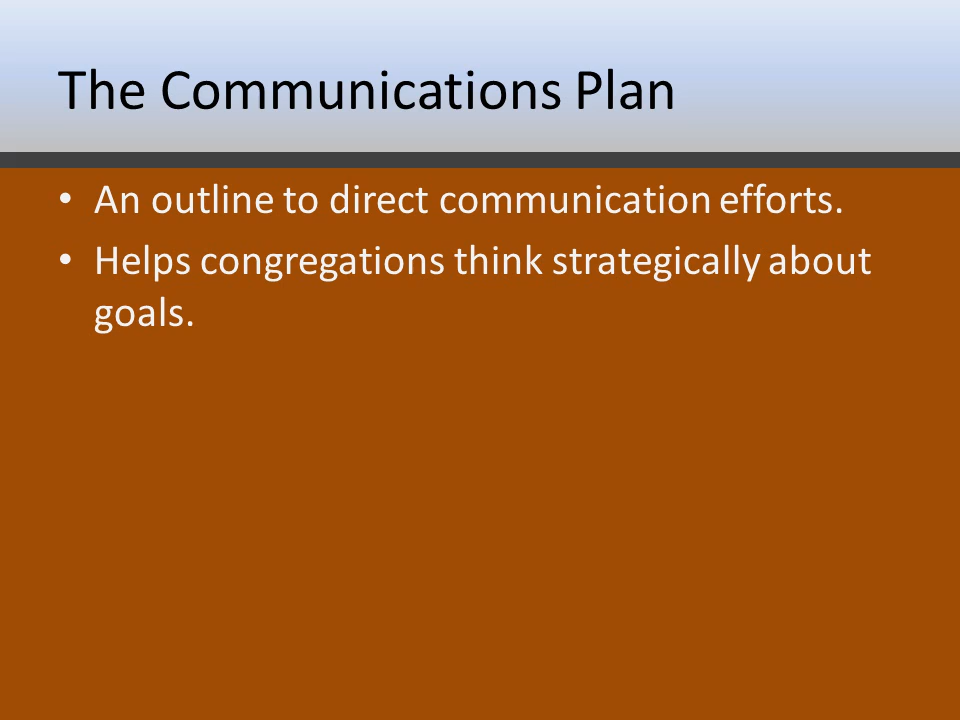 The Communications Plan
• An outline to direct communication efforts.
• Helps congregations think strategically about
goals.